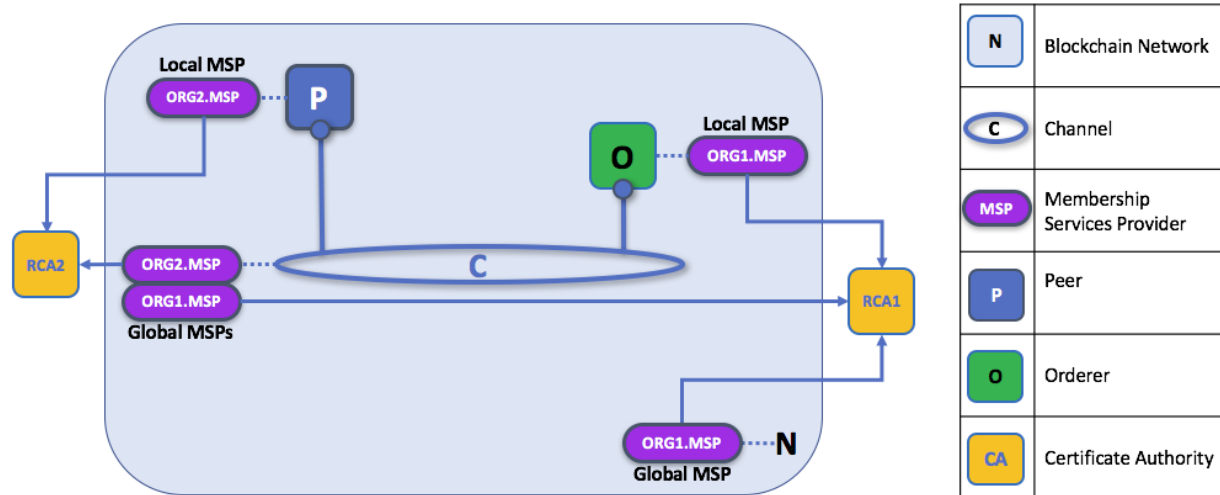 Local MSP
ORG2.MSP
P
Local MSP
O
ORG1.MSP
RCA2
ORG2.MSP
C
ORG1.MSP
RCA1
Global MSPs
ORG1.MSP
N
Global MSP
N
Blockchain Network
C
Channel
MSP
Membership
Services Provider
P
Peer
O
Orderer
CA
Certificate Authority